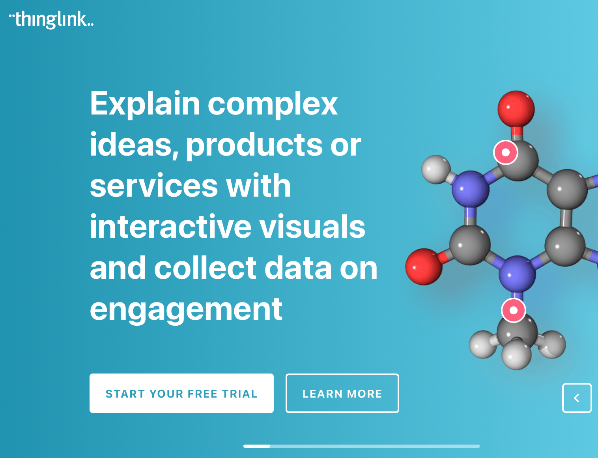 ··thinglink..
Explain complex
ideas, products or
services with
interactive visuals
and collect data on
engagement
START YOUR FREE TRIAL
LEARN MORE